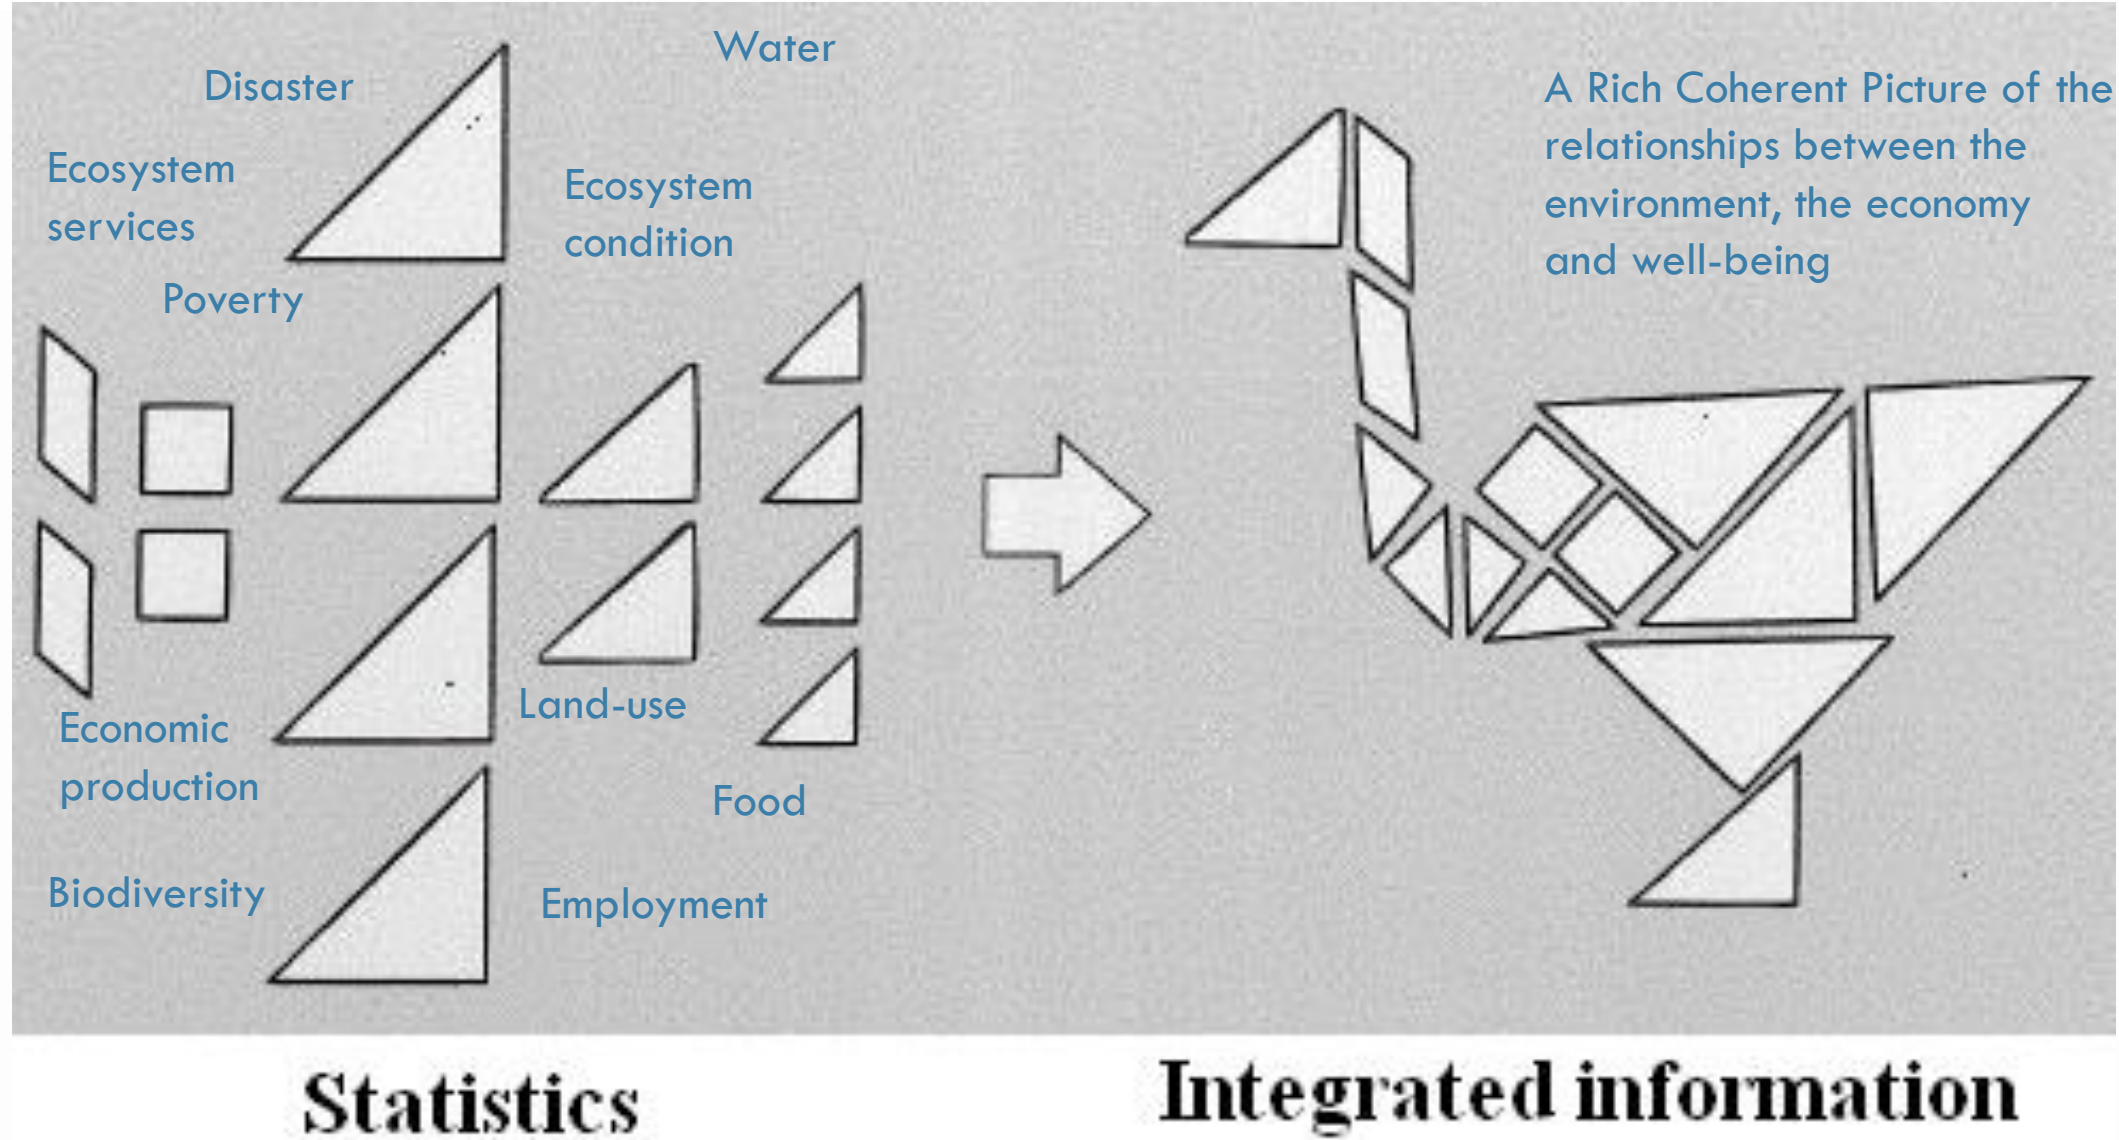 Water
Disaster
Ecosystem
services
Ecosystem
condition
Poverty
Economic
production
Land-use
Food
Biodiversity
Employment
A Rich Coherent Picture of the
relationships between the
environment, the economy
and well-being
Statistics
Integrated information